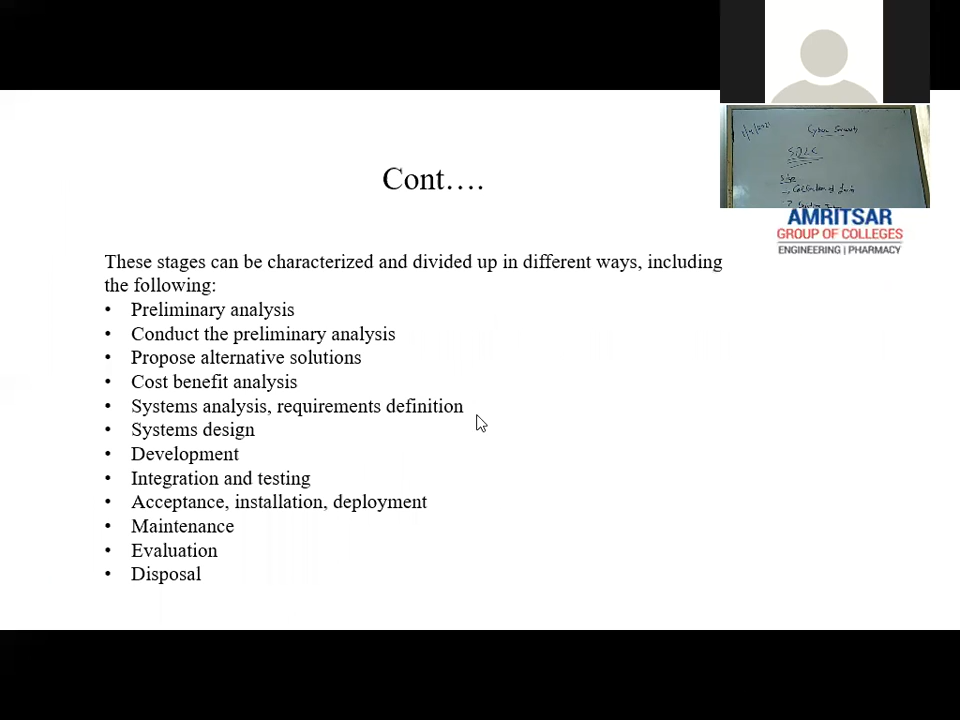 Cont….
These stages can be characterized and divided up in different ways, including
the following:
• Preliminary analysis
• Conduct the preliminary analysis
• Propose alternative solutions
• Cost benefit analysis
• Systems analysis, requirements definition
• Systems design
• Development
• Integration and testing
• Acceptance, installation, deployment
• Maintenance
• Evaluation
• Disposal
Cyber Security
AMRITSAR
GROUP OF COLLEGES
ENGINEERING | PHARMACY